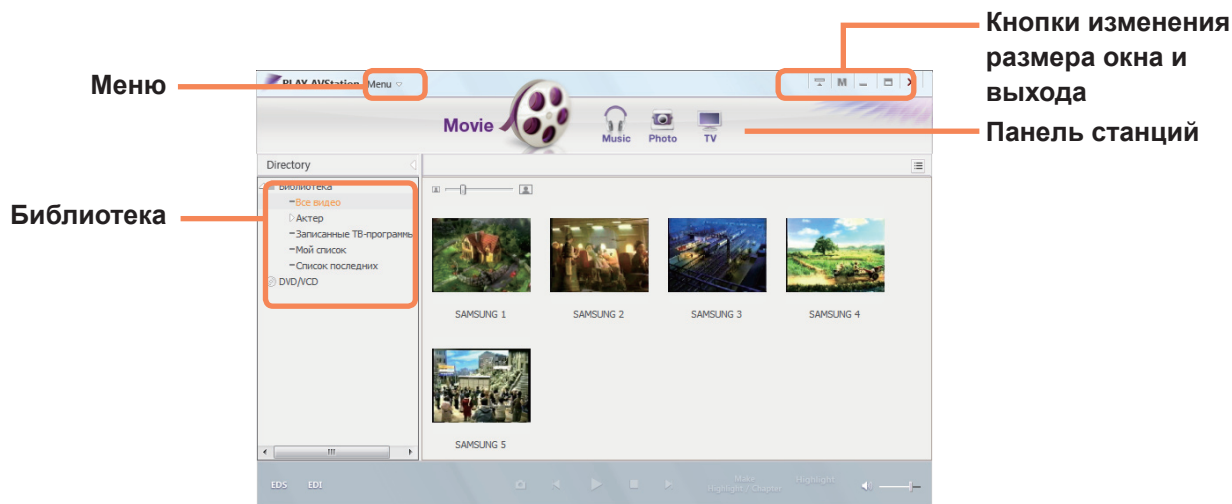 Кнопки изменения
размера окна и
выхода
Меню
PLAY AVStation Menu
M
Movie
Music Photo TV
Панель станций
Directory
Библиотека
Библиотека
Все видео
Актер
Записанные ТВ-программы
Мой список
Список последних
DVD/VCD
SAMSUNG 1 SAMSUNG 2 SAMSUNG 3 SAMSUNG 4
SAMSUNG 5
EDS EDI
Make
Highlight / Chapter
Highlight